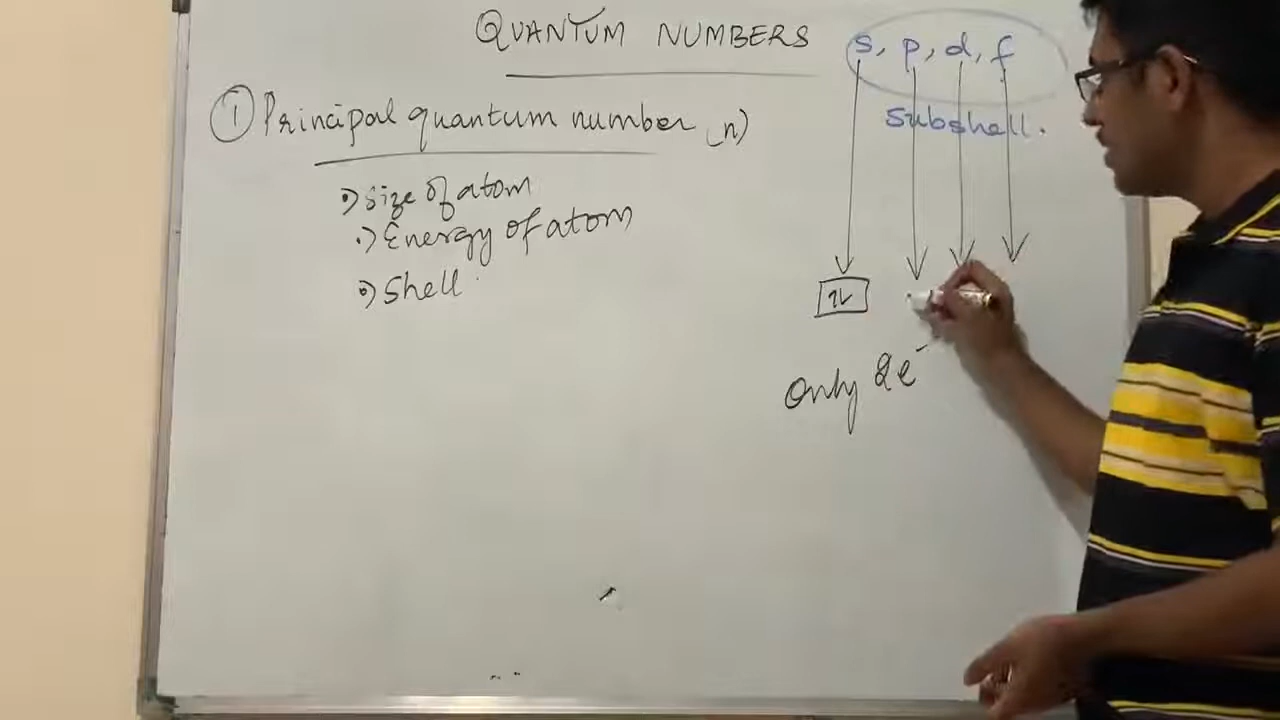 QUANTUM NUMBERS
s, p, d, f
subshell.
① Principal quantum number (n)
•) Size of atom
•) Energy of atom
•) Shell
↿⇂
Only 2e⁻